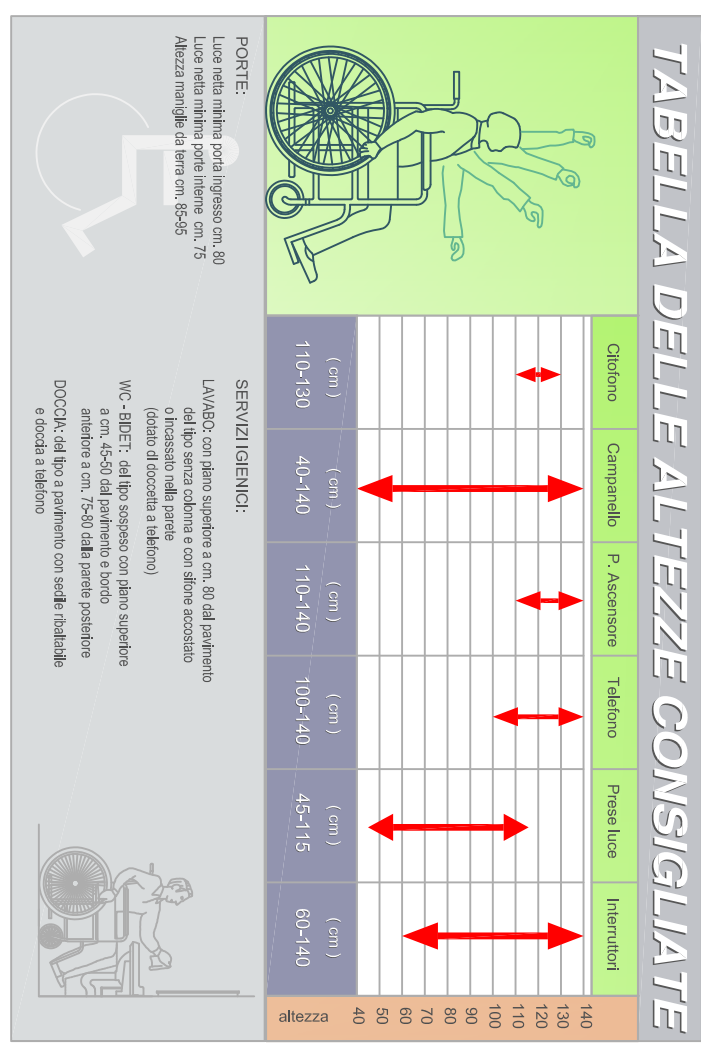 TABELLA DELLE ALTEZZE CONSIGLIATE
Citofono
Campanello
P. Ascensore
Telefono
Prese luce
Interruttori
140
130
120
110
100
90
80
70
60
50
40
( cm )
110-130
( cm )
40-140
( cm )
110-140
( cm )
100-140
( cm )
45-115
( cm )
60-140
altezza
PORTE:
Luce netta minima porta ingresso cm. 80
Luce netta minima porte interne cm. 75
Altezza maniglie da terra cm. 85-95
SERVIZI IGIENICI:
LAVABO: con piano superiore a cm. 80 dal pavimento
del tipo senza colonna e con sifone accostato
o incassato nella parete
(dotato di doccetta a telefono)
WC - BIDET: del tipo sospeso con piano superiore
a cm. 45-50 dal pavimento e bordo
anteriore a cm. 75-80 dalla parete posteriore
DOCCIA: del tipo a pavimento con sedile ribaltabile
e doccia a telefono